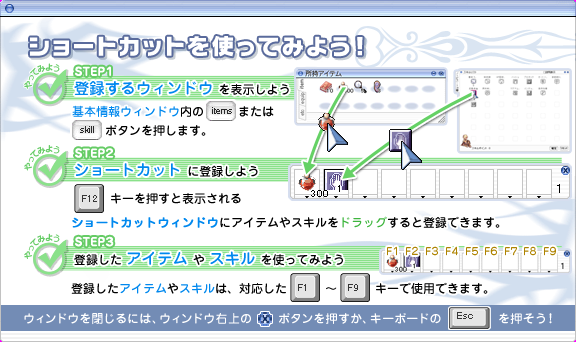 ショートカットを使ってみよう!
やってみよう
STEP1
登録するウィンドウ を表示しよう
基本情報ウィンドウ内の items または
skill ボタンを押します。
所持アイテム
やってみよう
STEP2
ショートカット に登録しよう
F12 キーを押すと表示される
ショートカットウィンドウにアイテムやスキルをドラッグすると登録できます。
300 1 1
やってみよう
STEP3
登録した アイテム や スキル を使ってみよう
F1 F2 F3 F4 F5 F6 F7 F8 F9
300 1
登録したアイテムやスキルは、対応した F1 ~ F9 キーで使用できます。
ウィンドウを閉じるには、ウィンドウ右上の ボタンを押すか、キーボードの Esc を押そう!